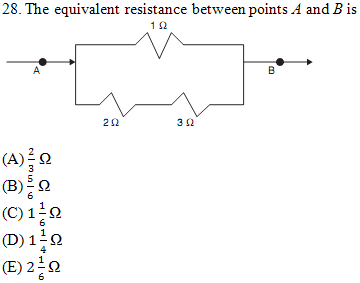 28. The equivalent resistance between points A and B is
1 Ω
A
B
2 Ω
3 Ω
(A) 2/3 Ω
(B) 5/6 Ω
(C) 1 1/6 Ω
(D) 1 1/4 Ω
(E) 2 1/6 Ω